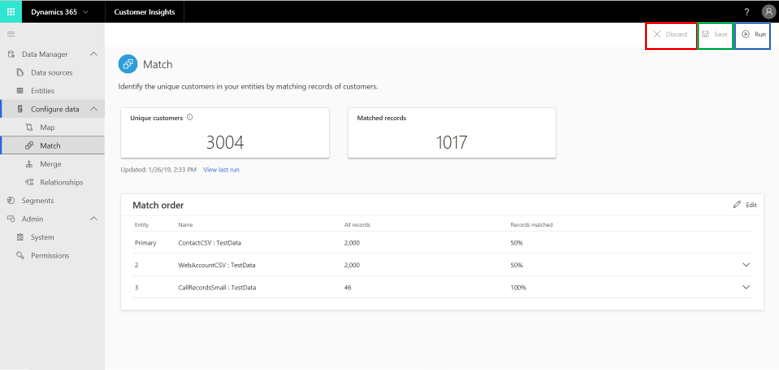 Dynamics 365 Customer Insights ?
Discard Save Run
Data Manager
Data sources
Entities
Configure data
Map
Match
Merge
Relationships
Segments
Admin
System
Permissions
Match
Identify the unique customers in your entities by matching records of customers.
Unique customers
3004
Matched records
1017
Updated: 1/26/19, 2:33 PM View last run
Match order Edit
Entity Name All records Records matched
Primary ContactCSV : TestData 2,000 50%
2 WebAccountCSV : TestData 2,000 50%
3 CallRecordsSmall : TestData 46 100%